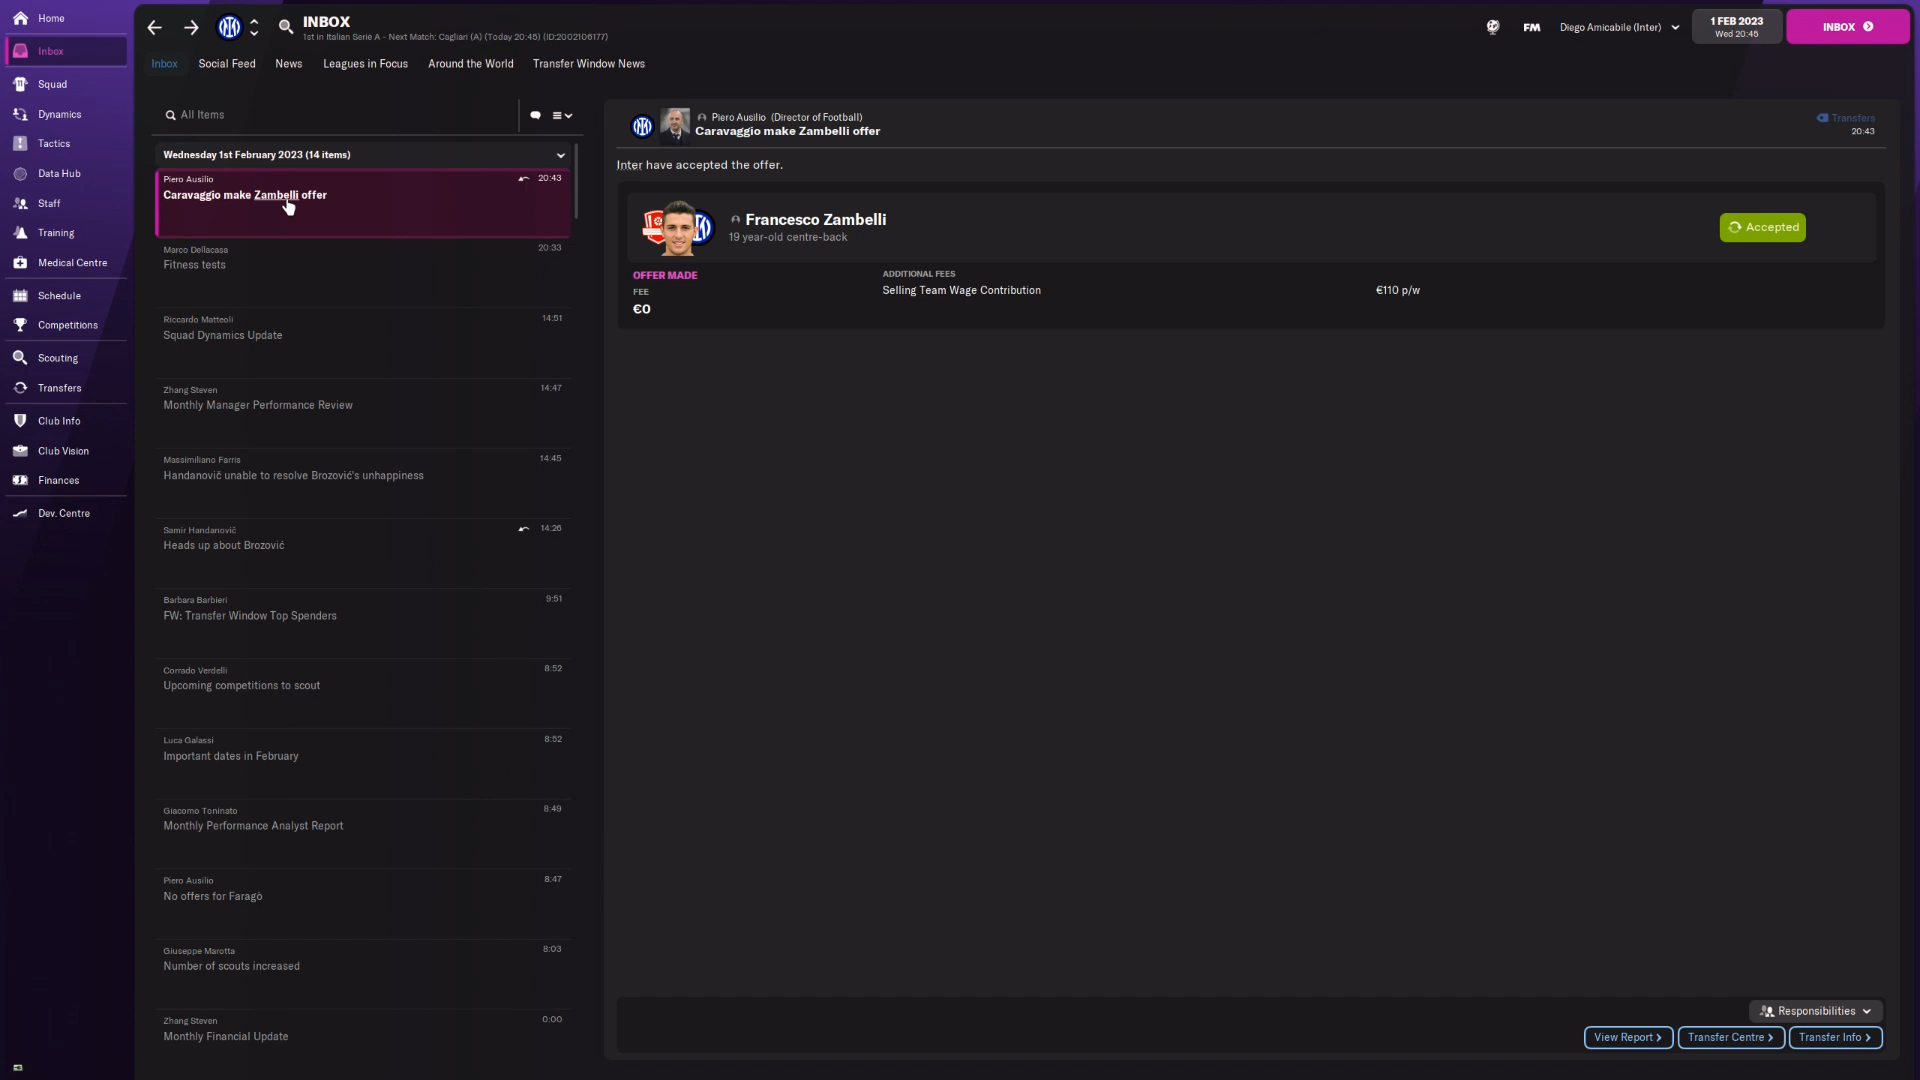 Home
Inbox
Squad
Dynamics
Tactics
Data Hub
Staff
Training
Medical Centre
Schedule
Competitions
Scouting
Transfers
Club Info
Club Vision
Finances
Dev. Centre
INBOX
1st in Italian Serie A - Next Match: Cagliari (A) (Today 20:45) (ID:2002106177)
FM
Diego Amicabile (Inter)
1 FEB 2023
Wed 20:45
INBOX
Inbox Social Feed News Leagues in Focus Around the World Transfer Window News
All Items
Wednesday 1st February 2023 (14 items)
Piero Ausilio 20:43
Caravaggio make Zambelli offer
Marco Dellacasa 20:33
Fitness tests
Riccardo Matteoli 14:51
Squad Dynamics Update
Zhang Steven 14:47
Monthly Manager Performance Review
Massimiliano Farris 14:45
Handanovič unable to resolve Brozović's unhappiness
Samir Handanovič 14:26
Heads up about Brozović
Barbara Barbieri 9:51
FW: Transfer Window Top Spenders
Corrado Verdelli 8:52
Upcoming competitions to scout
Luca Galassi 8:52
Important dates in February
Giacomo Toninato 8:49
Monthly Performance Analyst Report
Piero Ausilio 8:47
No offers for Faragò
Giuseppe Marotta 8:03
Number of scouts increased
Zhang Steven 0:00
Monthly Financial Update
Piero Ausilio (Director of Football)
Caravaggio make Zambelli offer
Transfers
20:43
Inter have accepted the offer.
Francesco Zambelli
19 year-old centre-back
Accepted
OFFER MADE
FEE
€0
ADDITIONAL FEES
Selling Team Wage Contribution €110 p/w
Responsibilities
View Report
Transfer Centre
Transfer Info